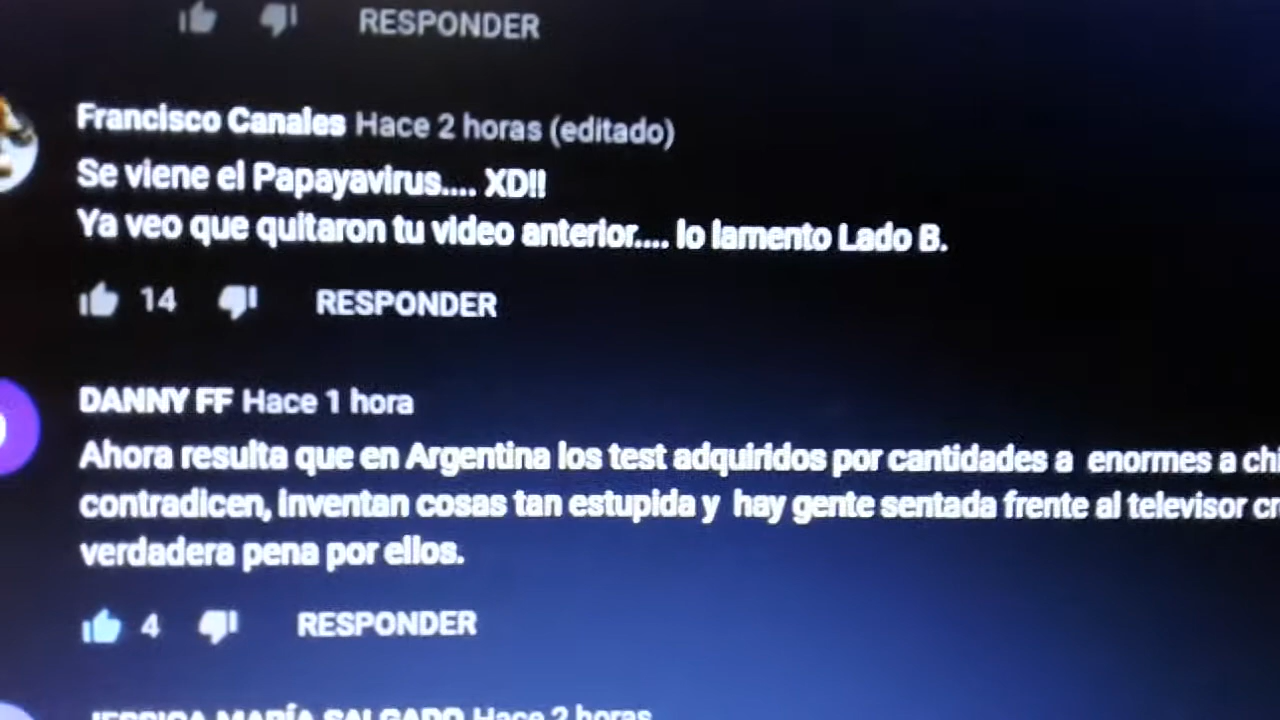 RESPONDER
Francisco Canales Hace 2 horas (editado)
Se viene el Papayavirus.... XD!!
Ya veo que quitaron tu video anterior.... lo lamento Lado B.
14 RESPONDER
DANNY FF Hace 1 hora
Ahora resulta que en Argentina los test adquiridos por cantidades a enormes a chi
contradicen, inventan cosas tan estupida y hay gente sentada frente al televisor cr
verdadera pena por ellos.
4 RESPONDER
JESSICA MARÍA SALGADO Hace 2 horas